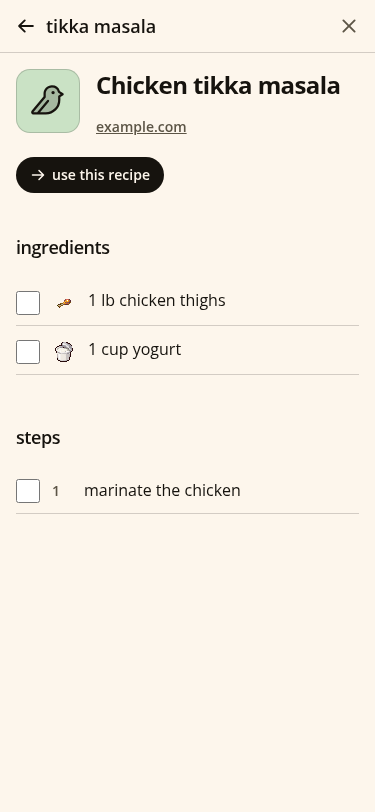 tikka masala
Chicken tikka masala
example.com
use this recipe
ingredients
1 lb chicken thighs
1 cup yogurt
steps
1 marinate the chicken